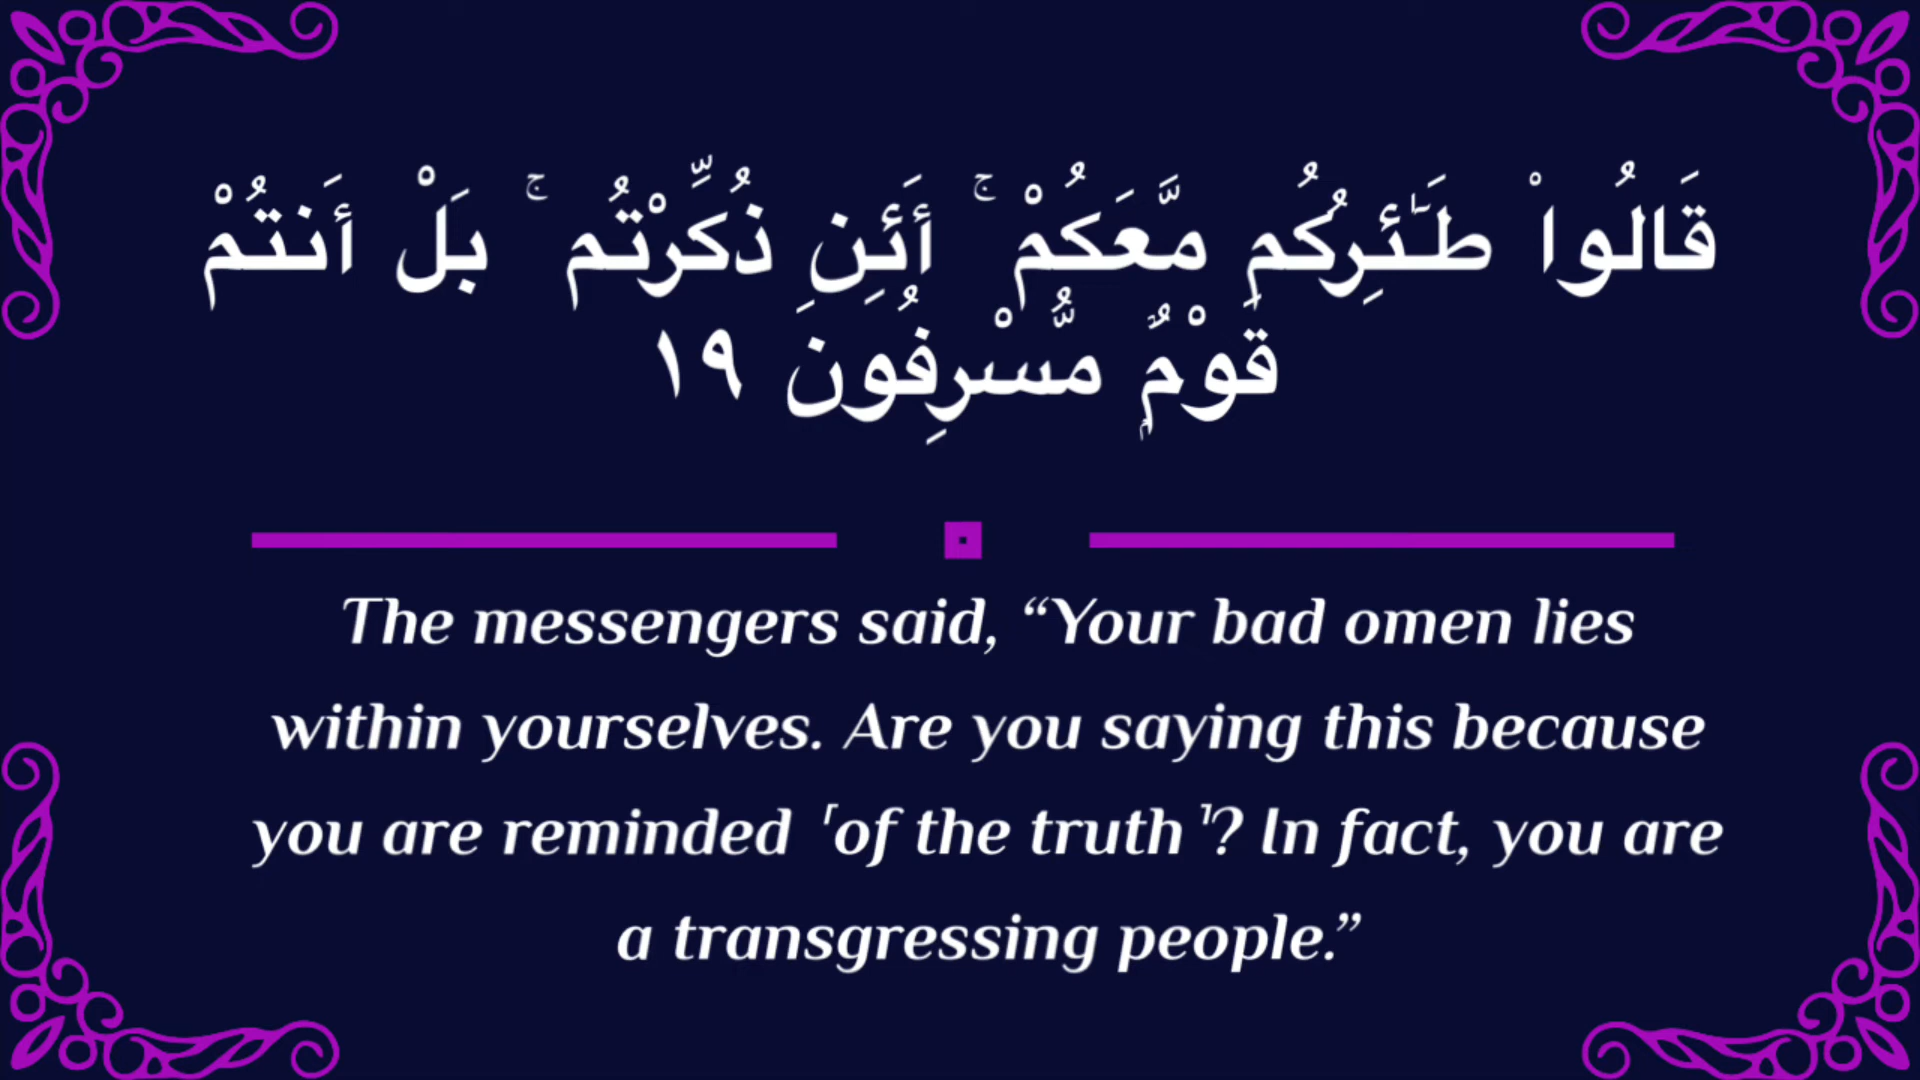 قَالُوا۟ طَـٰٓئِرُكُم مَّعَكُمْ ۚ أَئِن ذُكِّرْتُم ۚ بَلْ أَنتُمْ
قَوْمٌۭ مُّسْرِفُونَ ١٩
The messengers said, “Your bad omen lies
within yourselves. Are you saying this because
you are reminded ˹of the truth˺? In fact, you are
a transgressing people.”